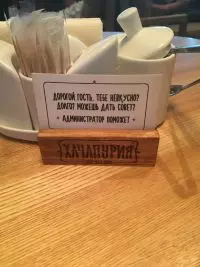 ДОРОГОЙ ГОСТЬ, ТЕБЕ НЕВКУСНО?
ДОЛГО? МОЖЕШЬ ДАТЬ СОВЕТ?
• АДМИНИСТРАТОР ПОМОЖЕТ •
ХАЧАПУРИЯ